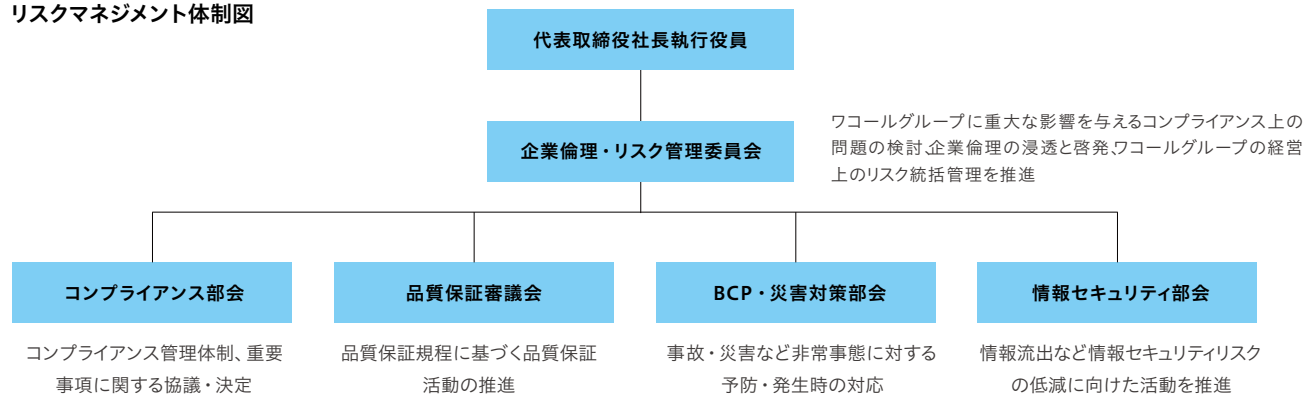 リスクマネジメント体制図
代表取締役社長執行役員
企業倫理・リスク管理委員会
ワコールグループに重大な影響を与えるコンプライアンス上の
問題の検討、企業倫理の浸透と啓発、ワコールグループの経営
上のリスク統括管理を推進
コンプライアンス部会
品質保証審議会
BCP・災害対策部会
情報セキュリティ部会
コンプライアンス管理体制、重要
事項に関する協議・決定
品質保証規程に基づく品質保証
活動の推進
事故・災害など非常事態に対する
予防・発生時の対応
情報流出など情報セキュリティリスク
の低減に向けた活動を推進